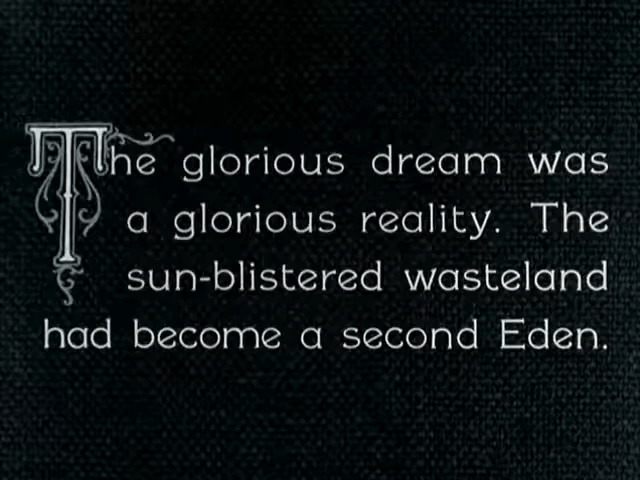 The glorious dream was
a glorious reality. The
sun-blistered wasteland
had become a second Eden.